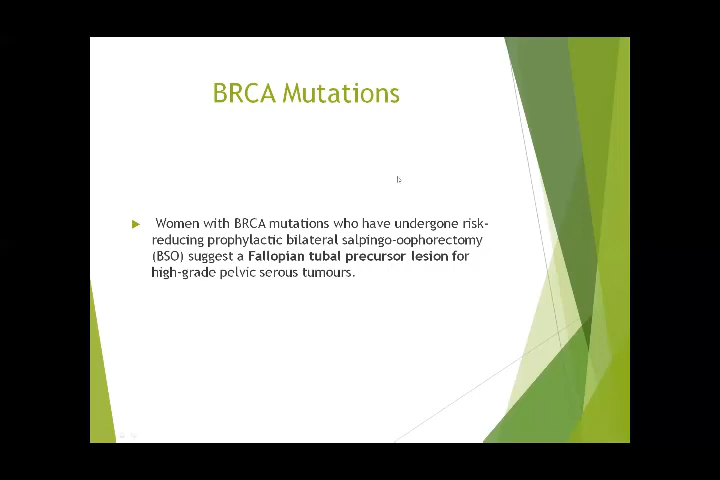 BRCA Mutations
Women with BRCA mutations who have undergone risk-
reducing prophylactic bilateral salpingo-oophorectomy
(BSO) suggest a Fallopian tubal precursor lesion for
high-grade pelvic serous tumours.